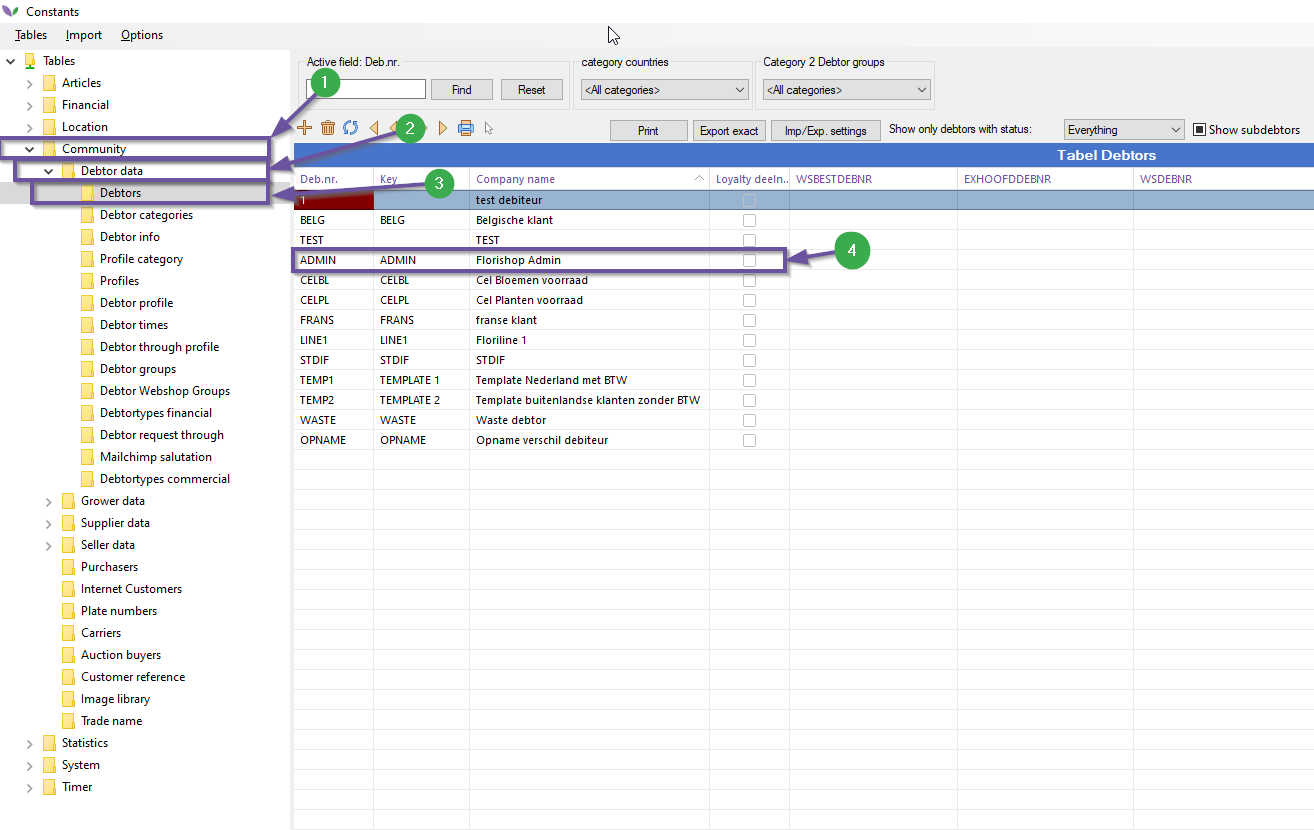 Constants
Tables Import Options
Tables
Articles
Financial
Location
Community
Debtor data
Debtors
Debtor categories
Debtor info
Profile category
Profiles
Debtor profile
Debtor times
Debtor through profile
Debtor groups
Debtor Webshop Groups
Debtortypes financial
Debtor request through
Mailchimp salutation
Debtortypes commercial
Grower data
Supplier data
Seller data
Purchasers
Internet Customers
Plate numbers
Carriers
Auction buyers
Customer reference
Image library
Trade name
Statistics
System
Timer
1
2
3
4
Active field: Deb.nr.
Find Reset
category countries
<All categories>
Category 2 Debtor groups
<All categories>
Print Export exact Imp/Exp. settings Show only debtors with status: Everything Show subdebtors
Tabel Debtors
Deb.nr. Key Company name Loyalty deeln.. WSBESTDEBNR EXHOOFDDEBNR WSDEBNR
1 test debiteur
BELG BELG Belgische klant
TEST TEST
ADMIN ADMIN Florishop Admin
CELBL CELBL Cel Bloemen voorraad
CELPL CELPL Cel Planten voorraad
FRANS FRANS franse klant
LINE1 LINE1 Floriline 1
STDIF STDIF STDIF
TEMP1 TEMPLATE 1 Template Nederland met BTW
TEMP2 TEMPLATE 2 Template buitenlandse klanten zonder BTW
WASTE WASTE Waste debtor
OPNAME OPNAME Opname verschil debiteur